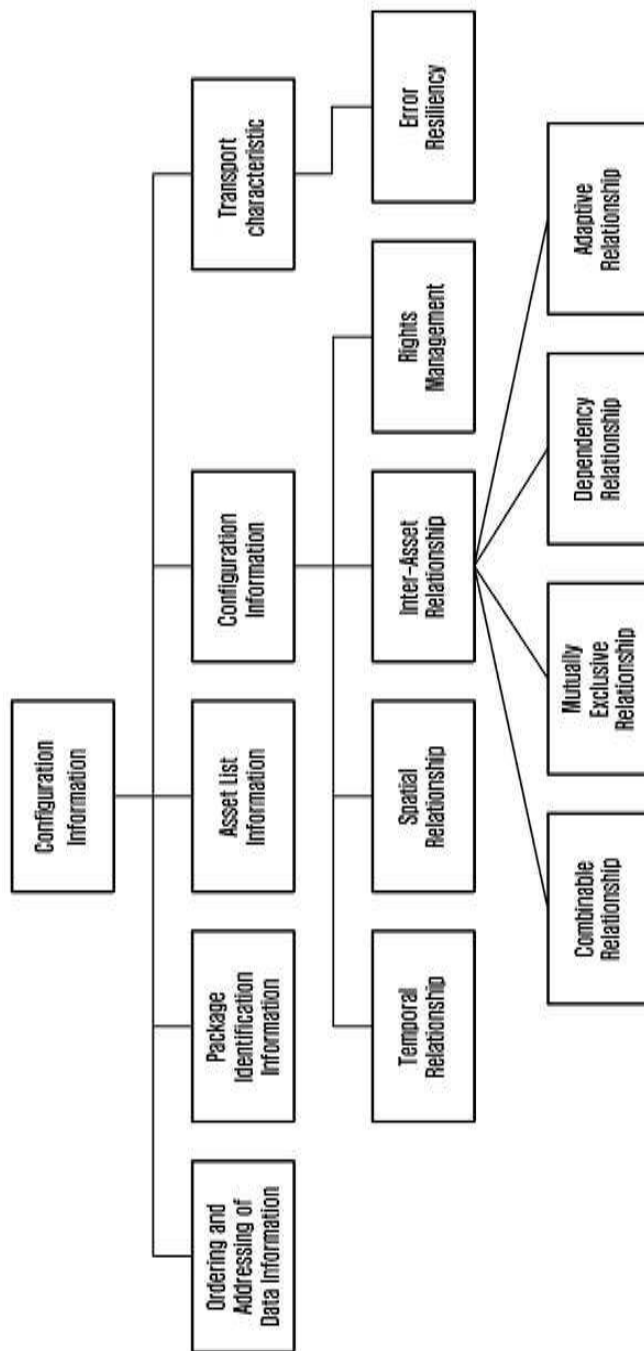 Configuration
Information
Ordering and
Addressing of
Data Information
Package
Identification
Information
Asset List
Information
Configuration
Information
Transport
characteristic
Temporal
Relationship
Spatial
Relationship
Inter-Asset
Relationship
Rights
Management
Error
Resiliency
Combinable
Relationship
Mutually
Exclusive
Relationship
Dependency
Relationship
Adaptive
Relationship